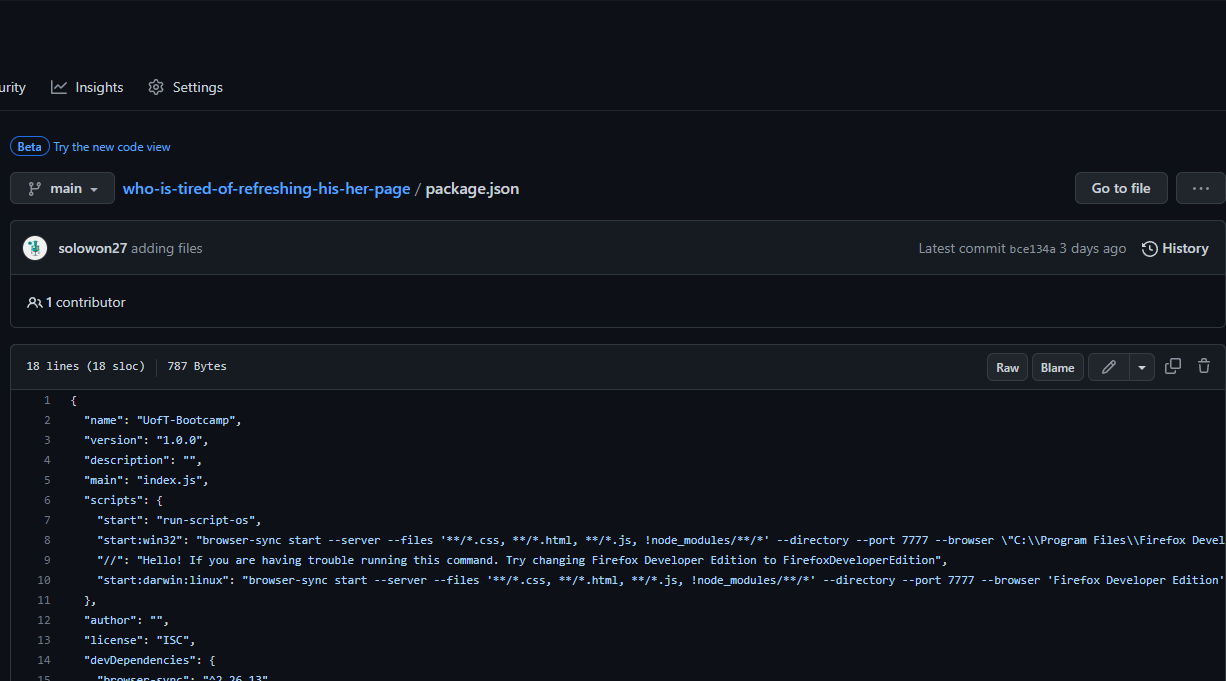 urity Insights Settings
Beta Try the new code view
main who-is-tired-of-refreshing-his-her-page / package.json Go to file ...
solowon27 adding files Latest commit bce134a 3 days ago History
1 contributor
18 lines (18 sloc) 787 Bytes Raw Blame
1 {
2 "name": "UofT-Bootcamp",
3 "version": "1.0.0",
4 "description": "",
5 "main": "index.js",
6 "scripts": {
7 "start": "run-script-os",
8 "start:win32": "browser-sync start --server --files '**/*.css, **/*.html, **/*.js, !node_modules/**/*' --directory --port 7777 --browser \"C:\\Program Files\\Firefox Devel
9 "//": "Hello! If you are having trouble running this command. Try changing Firefox Developer Edition to FirefoxDeveloperEdition",
10 "start:darwin:linux": "browser-sync start --server --files '**/*.css, **/*.html, **/*.js, !node_modules/**/*' --directory --port 7777 --browser 'Firefox Developer Edition'
11 },
12 "author": "",
13 "license": "ISC",
14 "devDependencies": {
15 "browser-sync": "^2.26.13"